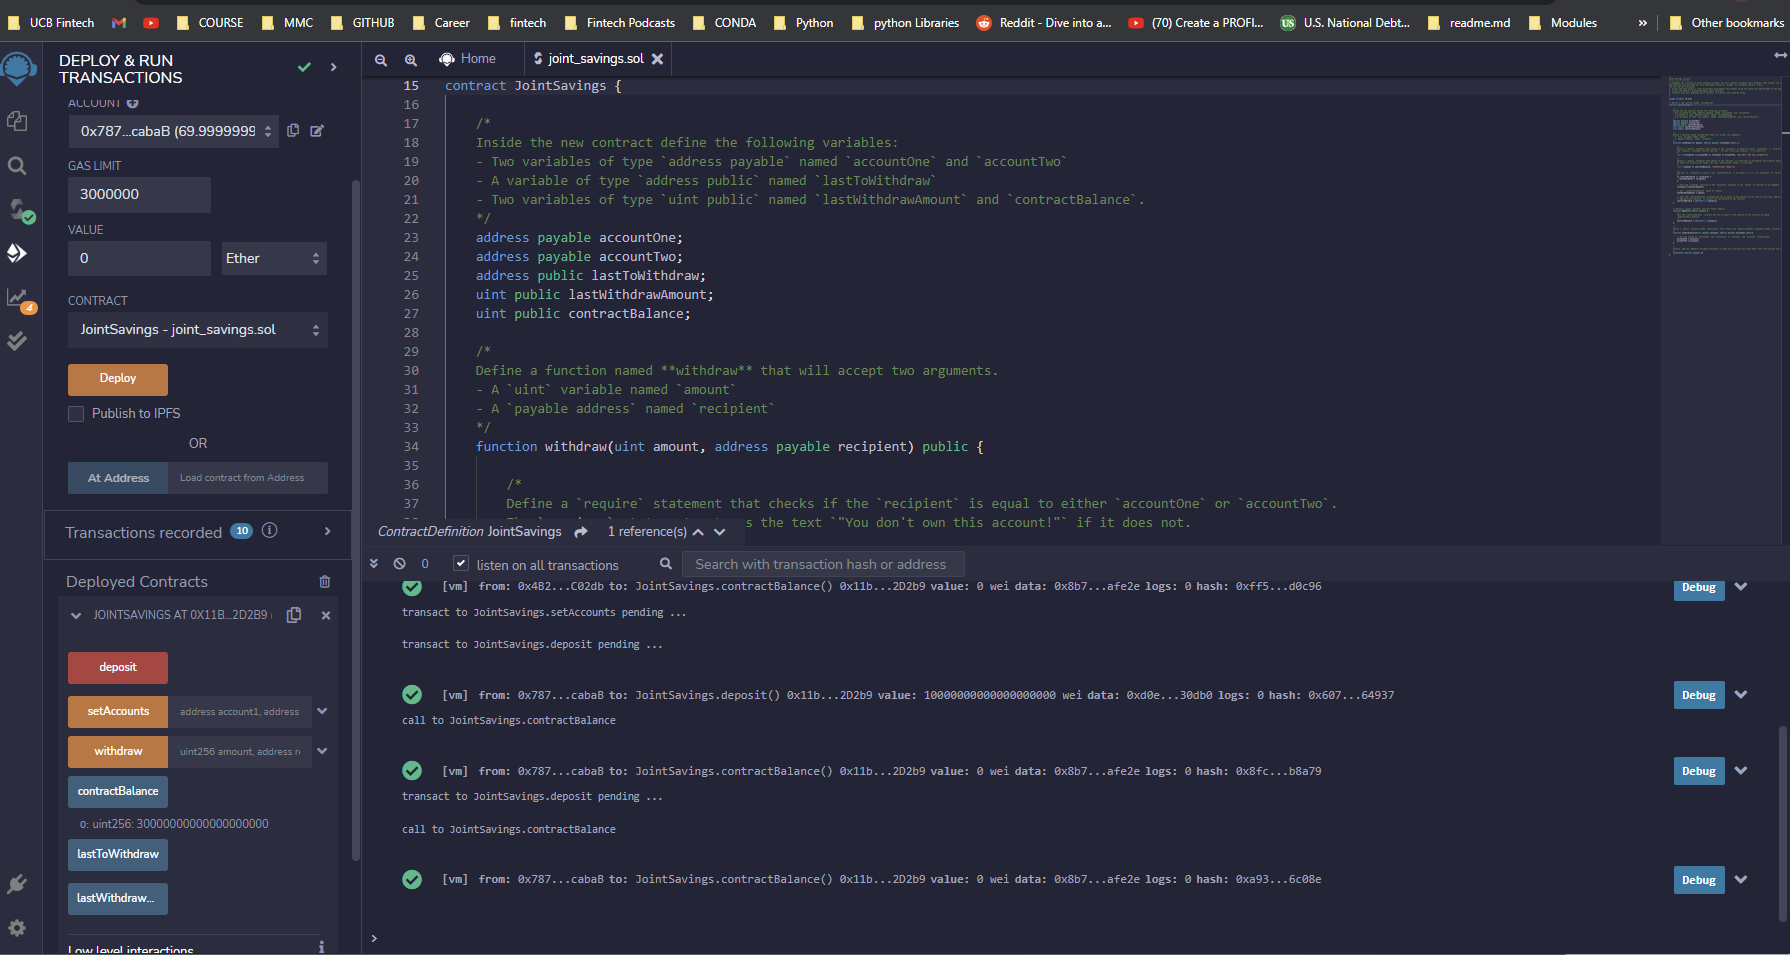 UCB Fintech COURSE MMC GITHUB Career fintech Fintech Podcasts CONDA Python python Libraries Reddit - Dive into a... (70) Create a PROFI... US U.S. National Debt... readme.md Modules » Other bookmarks
DEPLOY & RUN
TRANSACTIONS
ACCOUNT
0x787...cabaB (69.9999999
GAS LIMIT
3000000
VALUE
0 Ether
CONTRACT
JointSavings - joint_savings.sol
Deploy
Publish to IPFS
OR
At Address Load contract from Address
Transactions recorded 10 i
Deployed Contracts
JOINTSAVINGS AT 0X11B...2D2B9
deposit
setAccounts address account1, address
withdraw uint256 amount, address r
contractBalance
0: uint256: 30000000000000000000
lastToWithdraw
lastWithdraw...
Low level interactions i
4
Home joint_savings.sol
15 contract JointSavings {
16
17 /*
18 Inside the new contract define the following variables:
19 - Two variables of type `address payable` named `accountOne` and `accountTwo`
20 - A variable of type `address public` named `lastToWithdraw`
21 - Two variables of type `uint public` named `lastWithdrawAmount` and `contractBalance`.
22 */
23 address payable accountOne;
24 address payable accountTwo;
25 address public lastToWithdraw;
26 uint public lastWithdrawAmount;
27 uint public contractBalance;
28
29 /*
30 Define a function named **withdraw** that will accept two arguments.
31 - A `uint` variable named `amount`
32 - A `payable address` named `recipient`
33 */
34 function withdraw(uint amount, address payable recipient) public {
35
36 /*
37 Define a `require` statement that checks if the `recipient` is equal to either `accountOne` or `accountTwo`.
s the text `"You don't own this account!"` if it does not.
ContractDefinition JointSavings 1 reference(s)
0 listen on all transactions Search with transaction hash or address
[vm] from: 0x4B2...C02db to: JointSavings.contractBalance() 0x11b...2D2b9 value: 0 wei data: 0x8b7...afe2e logs: 0 hash: 0xff5...d0c96 Debug
transact to JointSavings.setAccounts pending ...
transact to JointSavings.deposit pending ...
[vm] from: 0x787...cabaB to: JointSavings.deposit() 0x11b...2D2b9 value: 10000000000000000000 wei data: 0xd0e...30db0 logs: 0 hash: 0x607...64937 Debug
call to JointSavings.contractBalance
[vm] from: 0x787...cabaB to: JointSavings.contractBalance() 0x11b...2D2b9 value: 0 wei data: 0x8b7...afe2e logs: 0 hash: 0x8fc...b8a79 Debug
transact to JointSavings.deposit pending ...
call to JointSavings.contractBalance
[vm] from: 0x787...cabaB to: JointSavings.contractBalance() 0x11b...2D2b9 value: 0 wei data: 0x8b7...afe2e logs: 0 hash: 0xa93...6c08e Debug
>